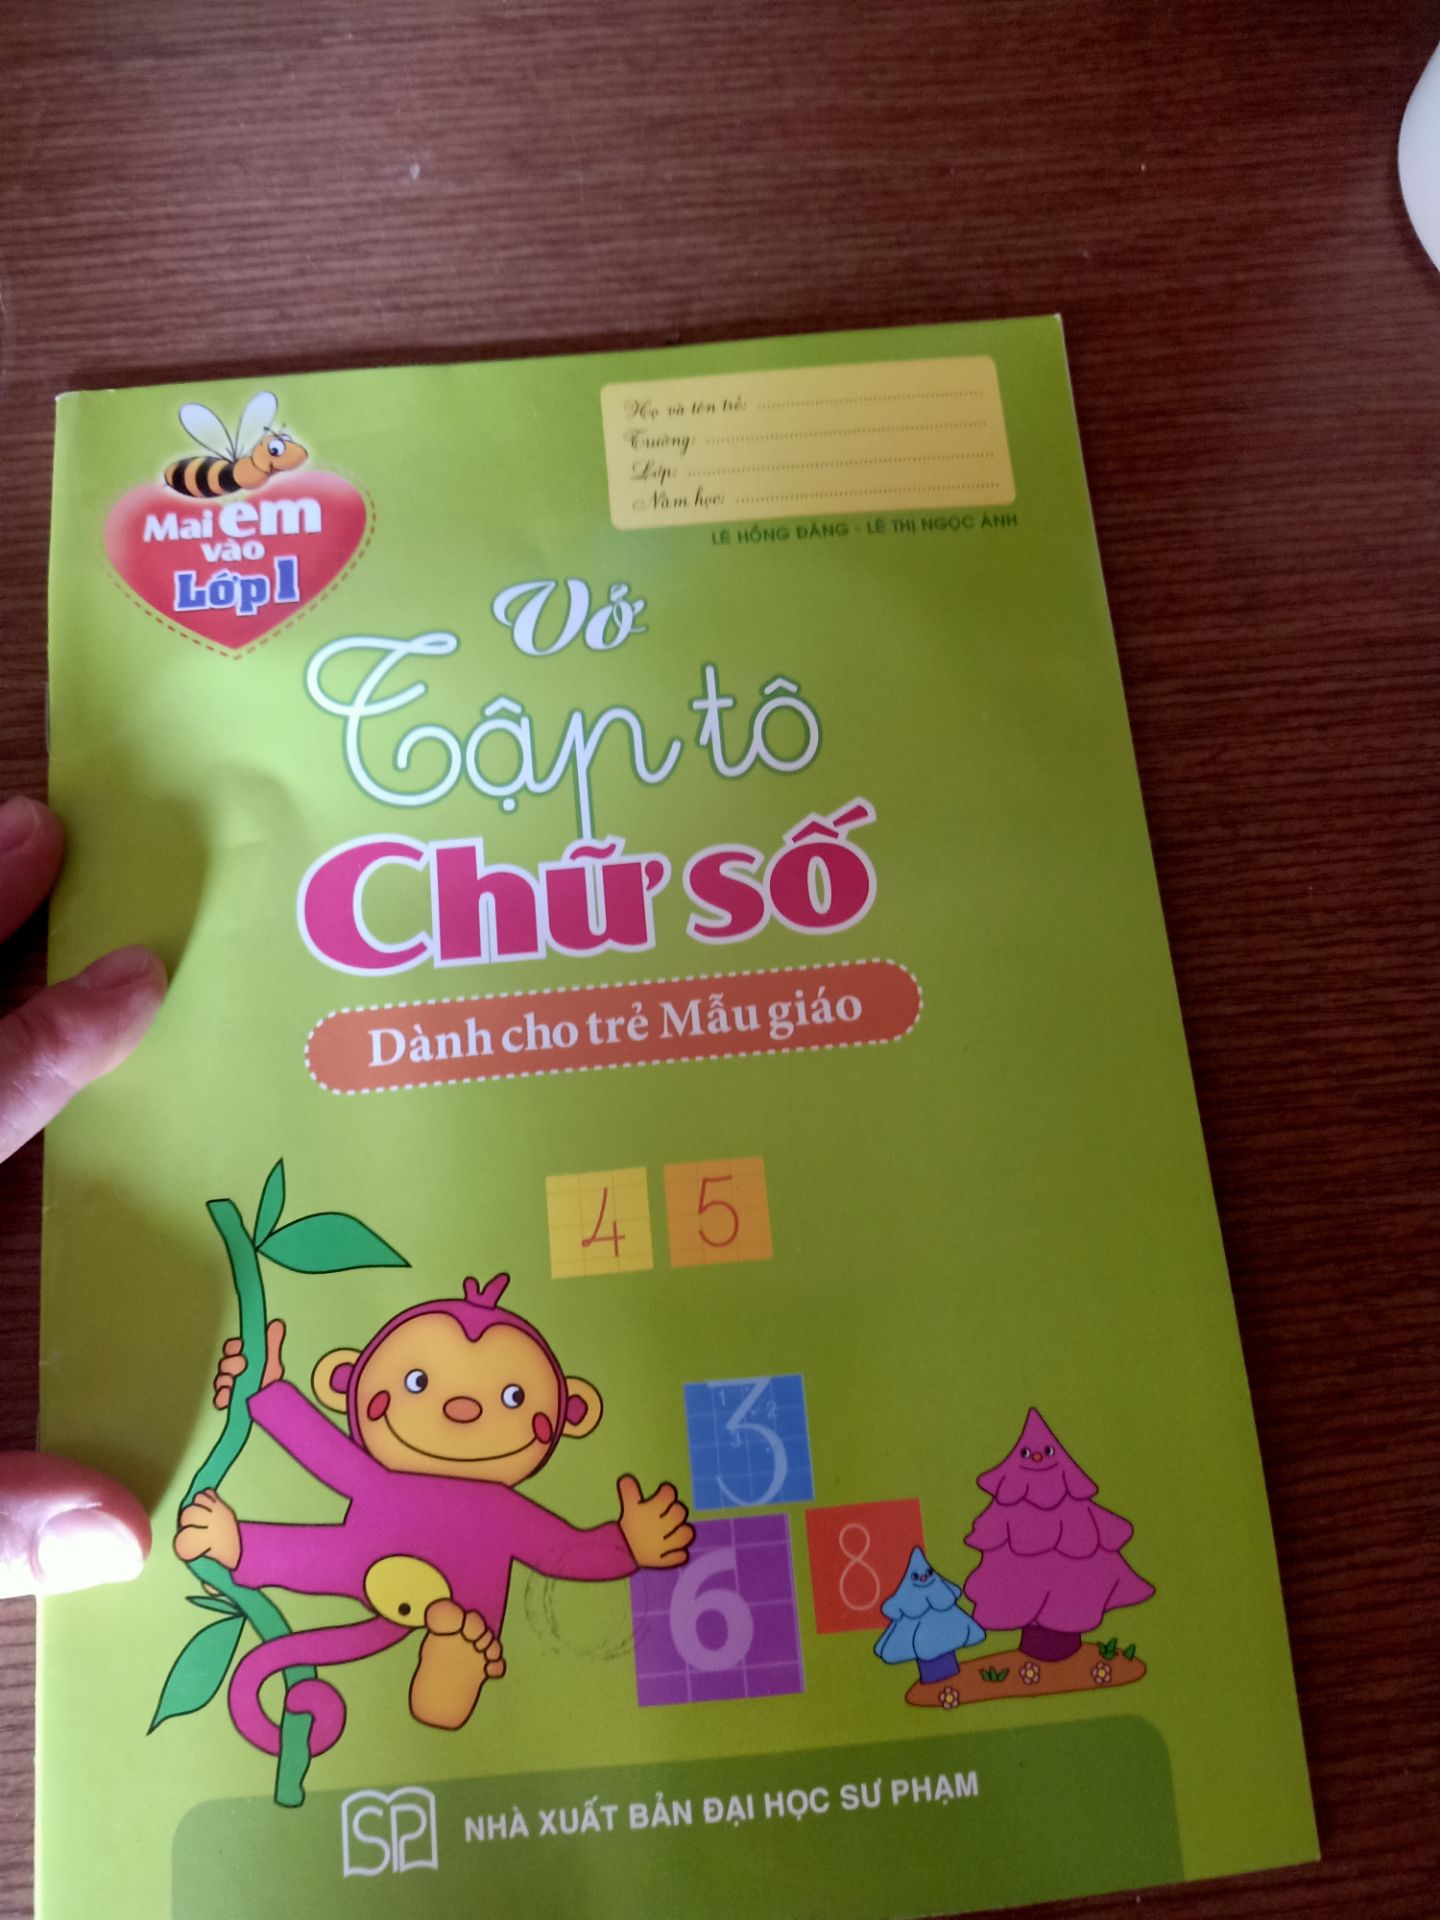 Mai em
vào
Lớp 1
Họ và tên trẻ:
Trường:
Lớp:
Năm học:
LÊ HỒNG ĐĂNG - LÊ THỊ NGỌC ÁNH
Vở
Tập tô
Chữ số
Dành cho trẻ Mẫu giáo
4 5
3
6 8
SP
NHÀ XUẤT BẢN ĐẠI HỌC SƯ PHẠM